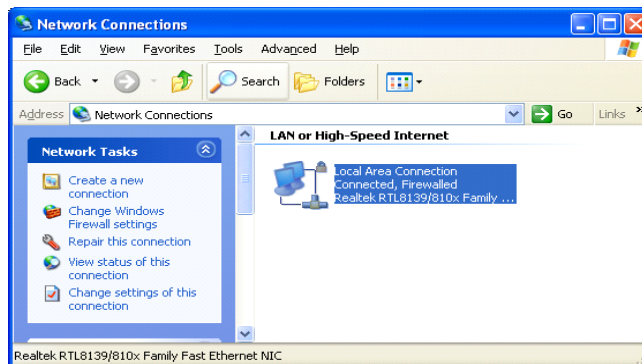 Network Connections
File Edit View Favorites Tools Advanced Help
Back Search Folders
Address Network Connections Go Links »
Network Tasks
Create a new
connection
Change Windows
Firewall settings
Repair this connection
View status of this
connection
Change settings of this
connection
LAN or High-Speed Internet
Local Area Connection
Connected, Firewalled
Realtek RTL8139/810x Family ...
Realtek RTL8139/810x Family Fast Ethernet NIC